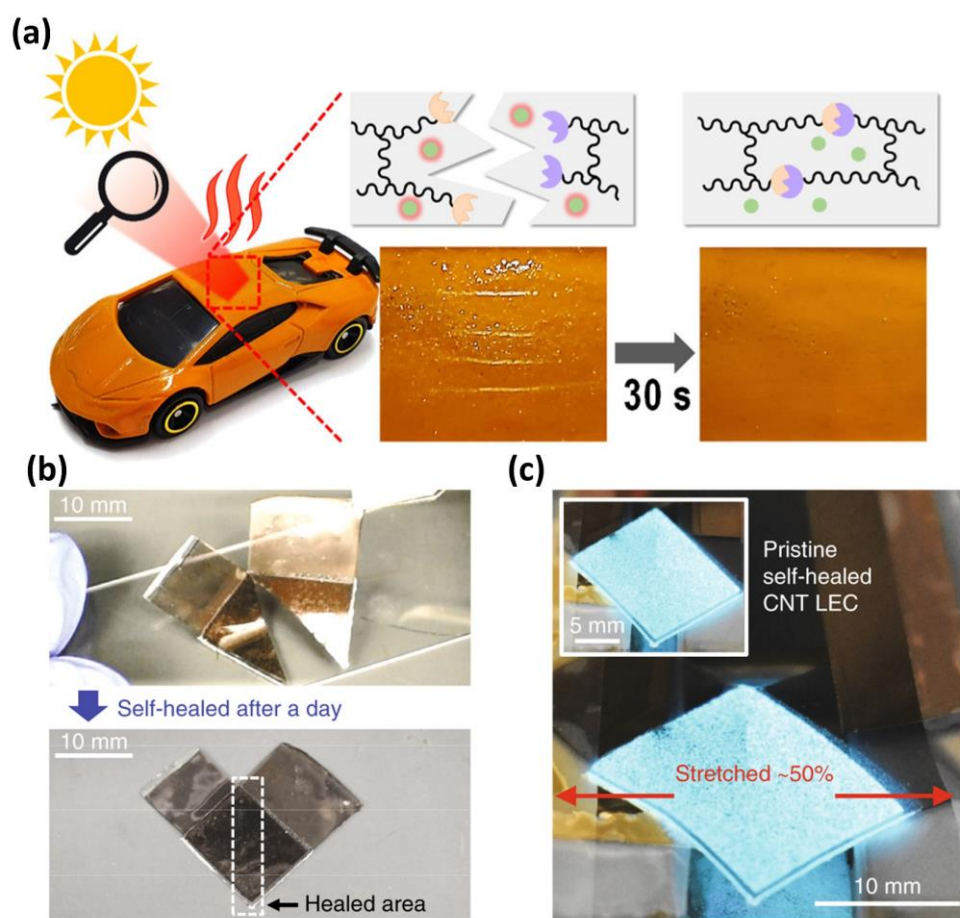 (a)
30 s
(b)
10 mm
Self-healed after a day
10 mm
Healed area
(c)
Pristine
self-healed
CNT LEC
5 mm
Stretched ~50%
10 mm